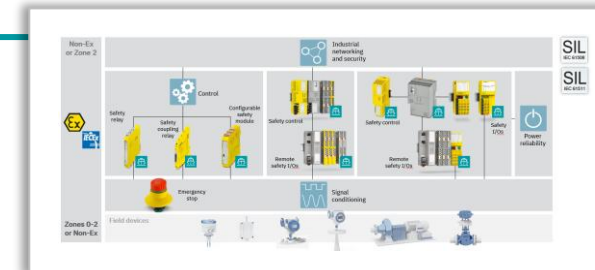 Non-Ex
or Zone 2
Industrial
networking
and security
SIL
IEC 61508
SIL
IEC 61511
Control
Safety
relay
Safety
coupling
relay
Configurable
safety
module
Safety control
Remote
safety I/Os
Safety control
Remote
safety I/Os
Safety
I/Os
Power
reliability
Ex
IECEx
Emergency
stop
Signal
conditioning
Zones 0-2
or Non-Ex
Field devices